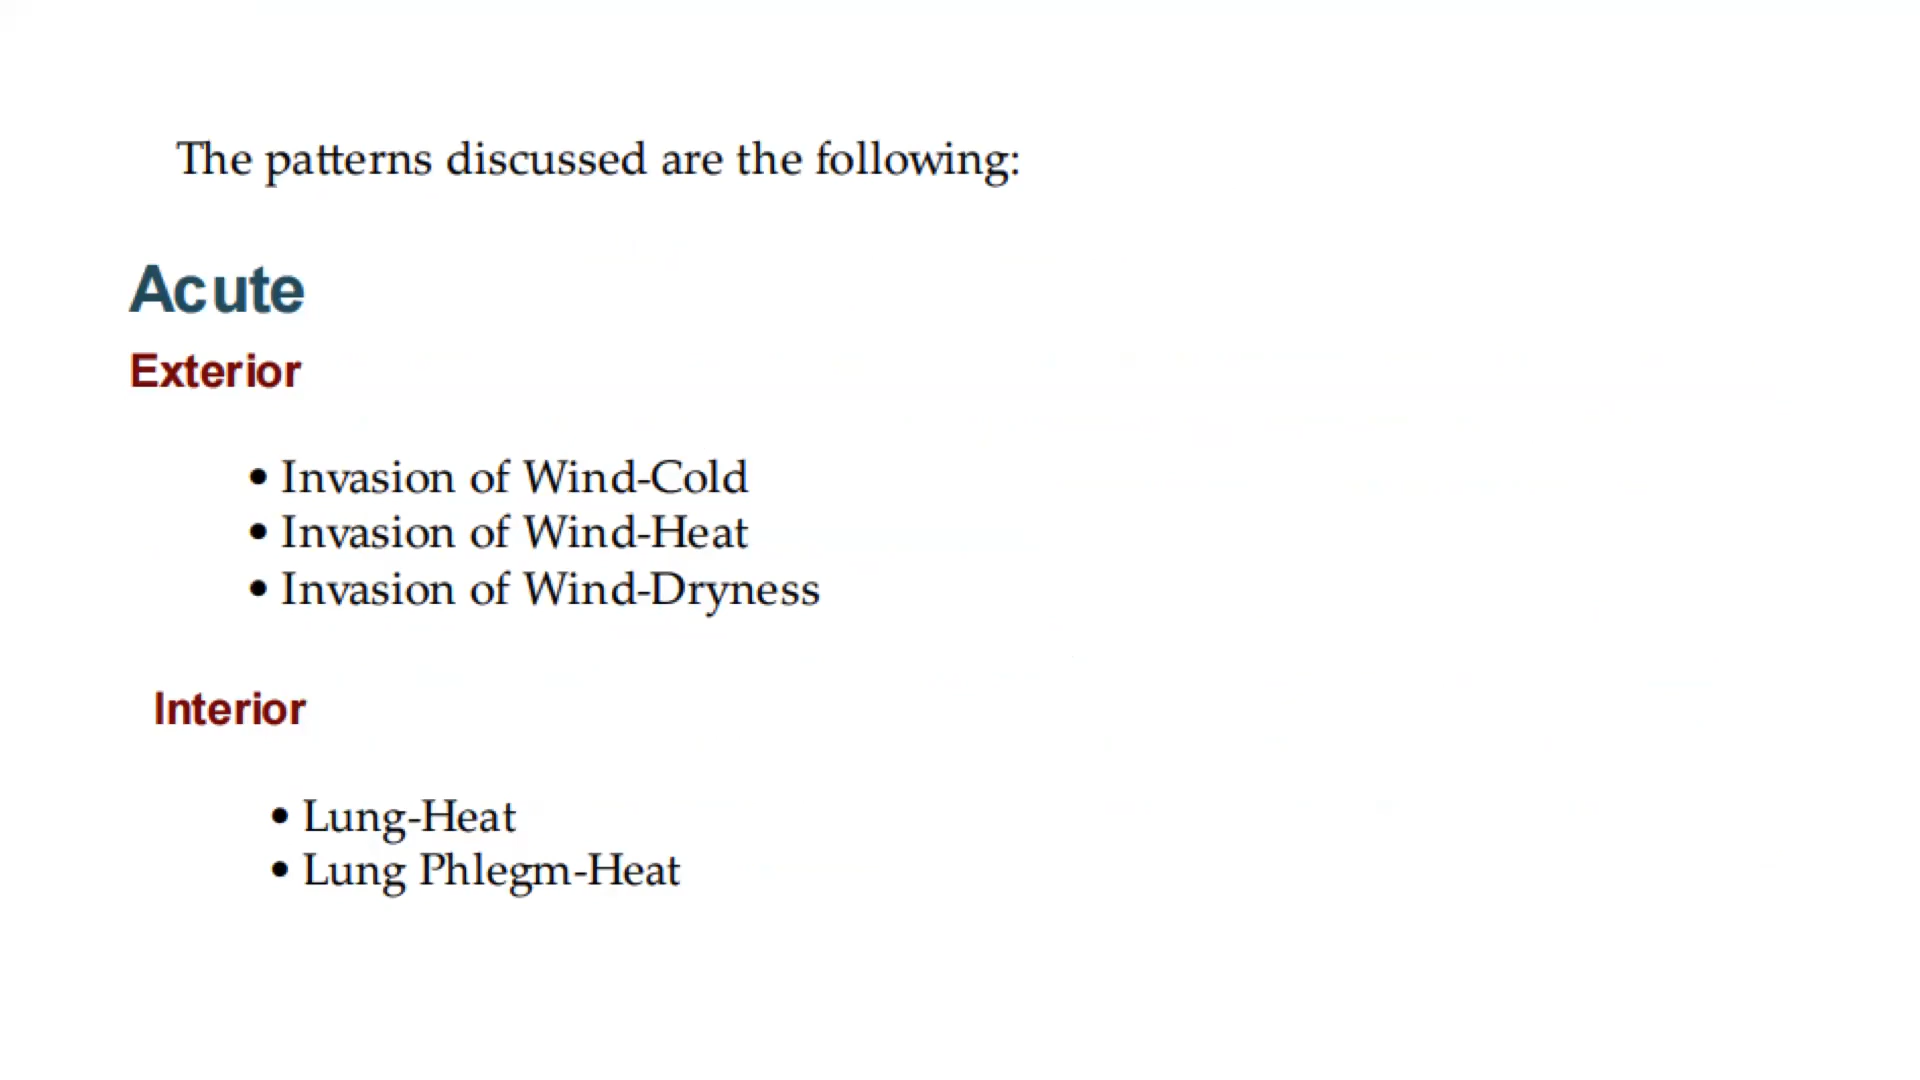 The patterns discussed are the following:
Acute
Exterior
• Invasion of Wind-Cold
• Invasion of Wind-Heat
• Invasion of Wind-Dryness
Interior
• Lung-Heat
• Lung Phlegm-Heat